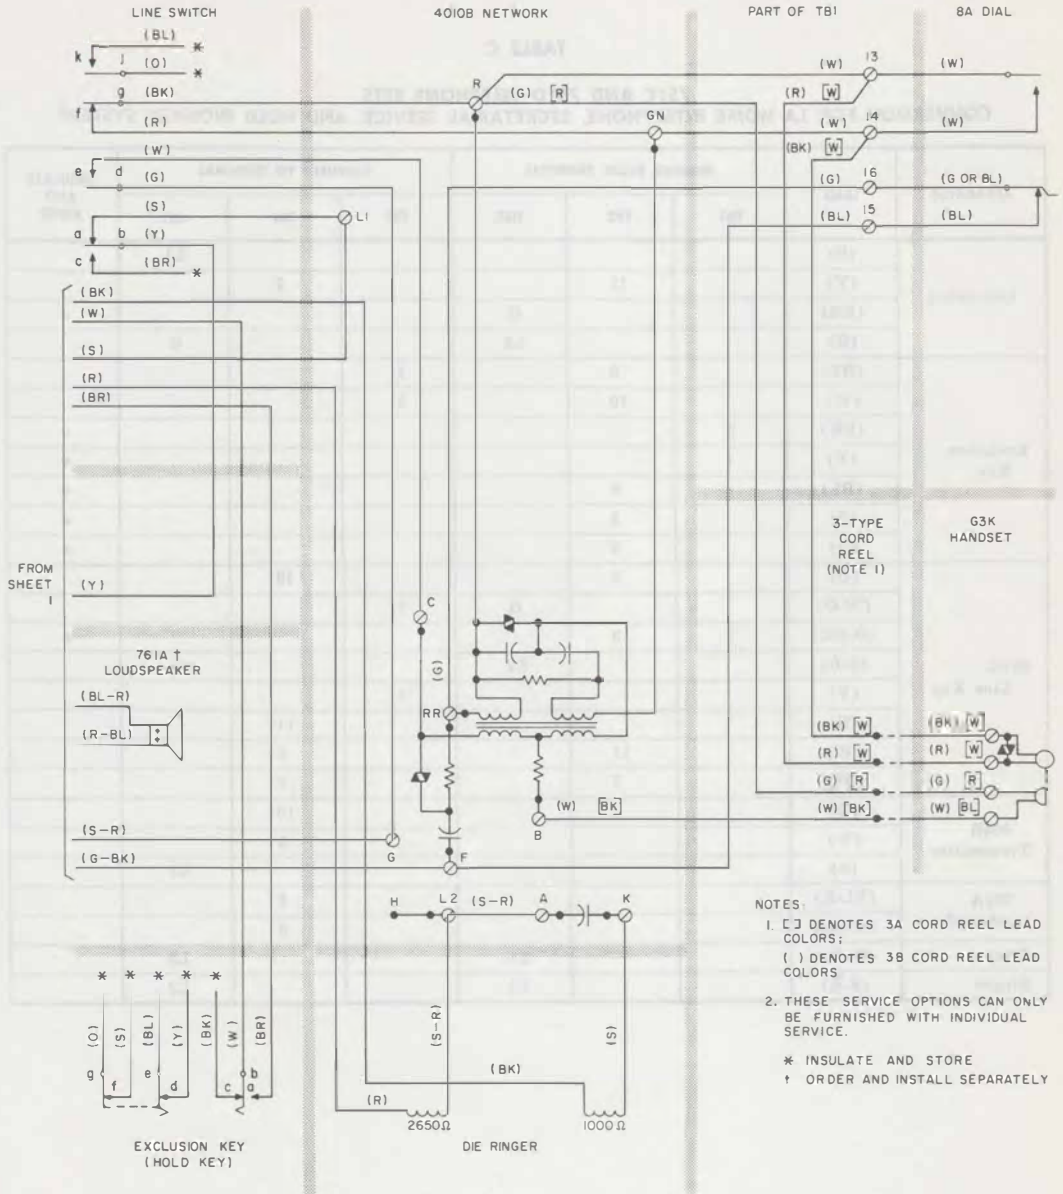 LINE SWITCH
4010B NETWORK
PART OF TB1
8A DIAL
(BL)
*
k
j
(O)
*
g
(BK)
f
(R)
(W)
e
d
(G)
(S)
L1
a
b
(Y)
c
(BR)
*
(BK)
(W)
(S)
(R)
(BR)
FROM
SHEET
1
(Y)
R
(G) [R]
GN
(W)
13
(W)
(R) [W]
(W)
14
(W)
(BK) [W]
(G)
16
(G OR BL)
(BL)
15
(BL)
3-TYPE
CORD
REEL
(NOTE 1)
G3K
HANDSET
761A †
LOUDSPEAKER
(BL-R)
(R-BL)
C
(G)
RR
(W) [BK]
B
(BK) [W]
(BK) [W]
(R) [W]
(R) [W]
(G) [R]
(G) [R]
(W) [BK]
(W) [BL]
(S-R)
G
(G-BK)
F
H
L2
(S-R)
A
K
(S-R)
(S)
(BK)
(R)
2650Ω
1000Ω
DIE RINGER
* * * * *
(O)
(S)
(BL)
(Y)
(BK)
(W)
(BR)
g
f
e
d
c
b
a
EXCLUSION KEY
(HOLD KEY)
NOTES:
1. [ ] DENOTES 3A CORD REEL LEAD
COLORS;
( ) DENOTES 3B CORD REEL LEAD
COLORS
2. THESE SERVICE OPTIONS CAN ONLY
BE FURNISHED WITH INDIVIDUAL
SERVICE.
* INSULATE AND STORE
† ORDER AND INSTALL SEPARATELY